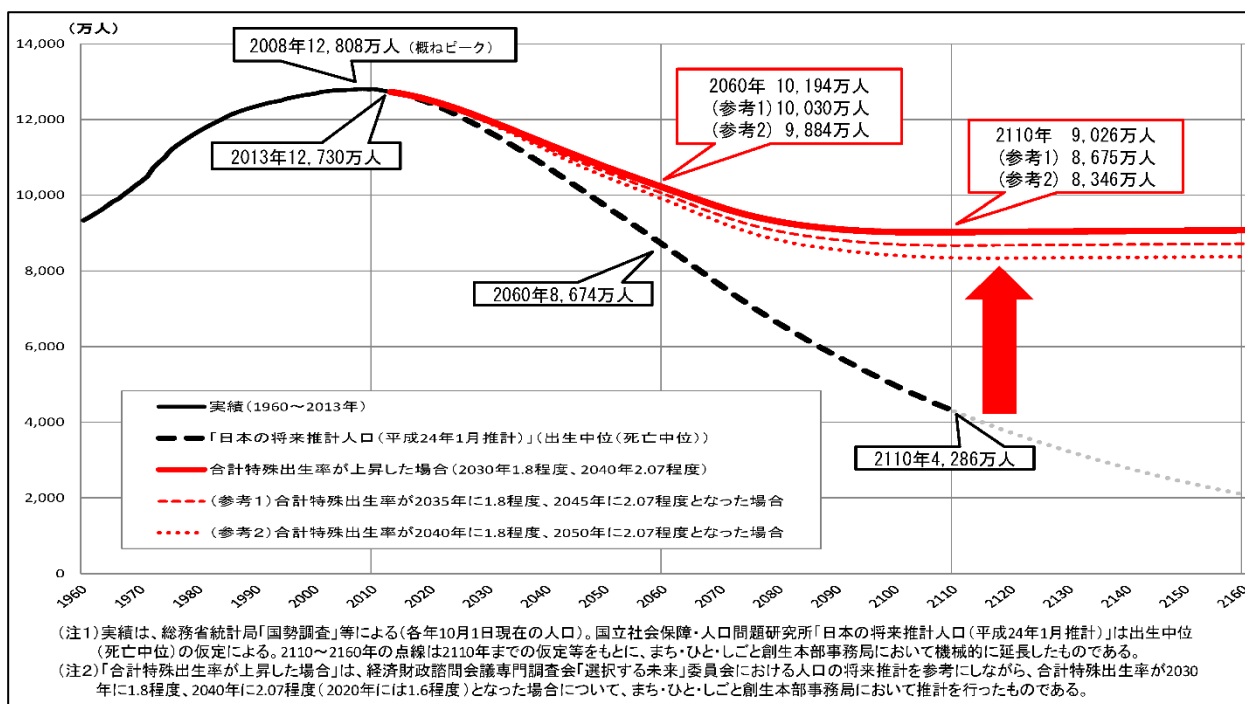 (万人)
14,000
12,000
10,000
8,000
6,000
4,000
2,000
0
2008年12,808万人 (概ねピーク)
2013年12,730万人
2060年 10,194万人
(参考1)10,030万人
(参考2) 9,884万人
2110年 9,026万人
(参考1) 8,675万人
(参考2) 8,346万人
2060年8,674万人
2110年4,286万人
実績(1960～2013年)
「日本の将来推計人口(平成24年1月推計)」(出生中位(死亡中位))
合計特殊出生率が上昇した場合(2030年1.8程度、2040年2.07程度)
(参考1)合計特殊出生率が2035年に1.8程度、2045年に2.07程度となった場合
(参考2)合計特殊出生率が2040年に1.8程度、2050年に2.07程度となった場合
1960 1970 1980 1990 2000 2010 2020 2030 2040 2050 2060 2070 2080 2090 2100 2110 2120 2130 2140 2150 2160
(注1)実績は、総務省統計局「国勢調査」等による(各年10月1日現在の人口)。国立社会保障・人口問題研究所「日本の将来推計人口(平成24年1月推計)」は出生中位
(死亡中位)の仮定による。2110～2160年の点線は2110年までの仮定等をもとに、まち・ひと・しごと創生本部事務局において機械的に延長したものである。
(注2)「合計特殊出生率が上昇した場合」は、経済財政諮問会議専門調査会「選択する未来」委員会における人口の将来推計を参考にしながら、合計特殊出生率が2030
年に1.8程度、2040年に2.07程度(2020年には1.6程度)となった場合について、まち・ひと・しごと創生本部事務局において推計を行ったものである。